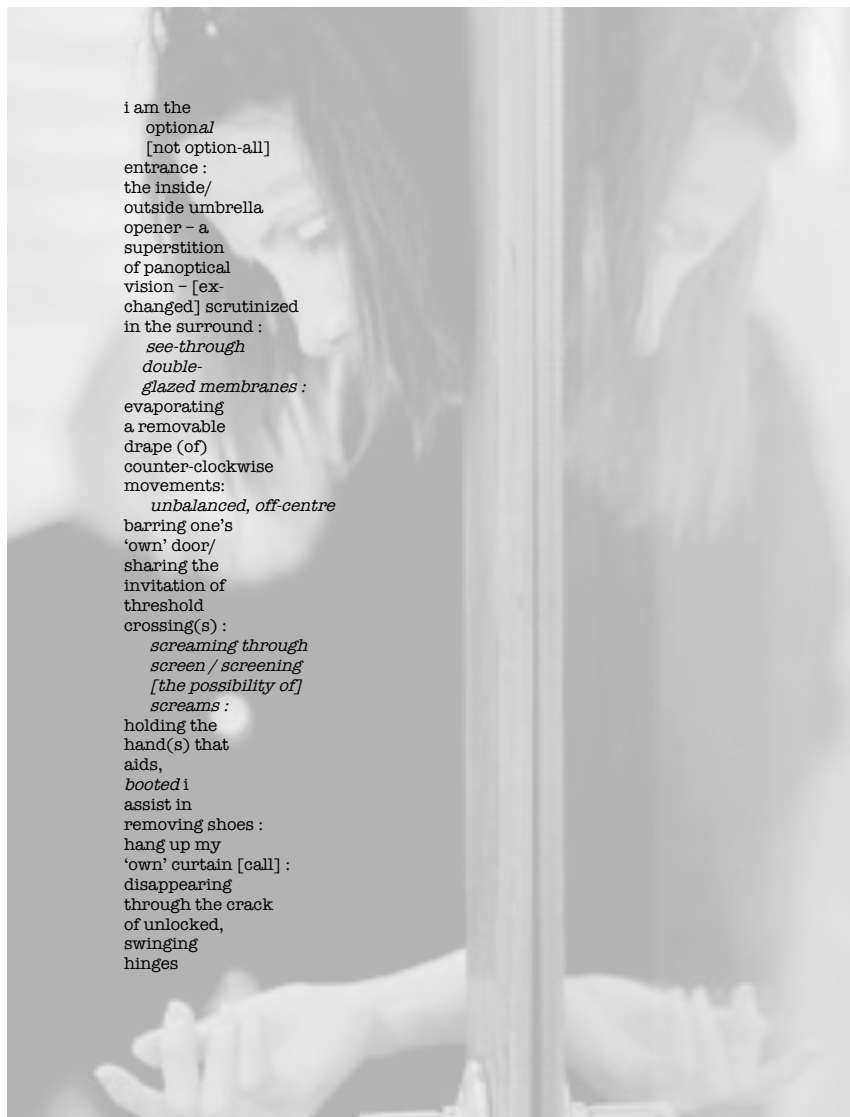 i am the
optional
[not option-all]
entrance :
the inside/
outside umbrella
opener – a
superstition
of panoptical
vision – [ex-
changed] scrutinized
in the surround :
see-through
double-
glazed membranes :
evaporating
a removable
drape (of)
counter-clockwise
movements:
unbalanced, off-centre
barring one’s
‘own’ door/
sharing the
invitation of
threshold
crossing(s) :
screaming through
screen / screening
[the possibility of]
screams :
holding the
hand(s) that
aids,
booted i
assist in
removing shoes :
hang up my
‘own’ curtain [call] :
disappearing
through the crack
of unlocked,
swinging
hinges